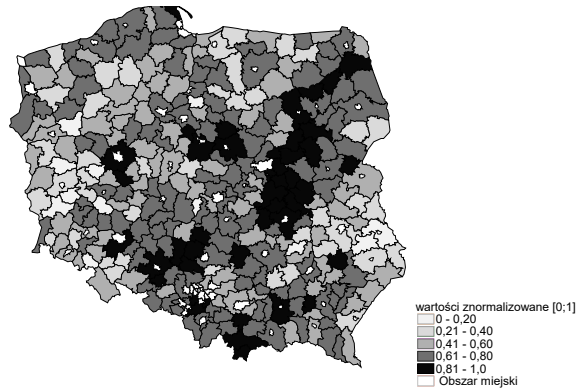 wartości znormalizowane [0;1]
0 - 0,20
0,21 - 0,40
0,41 - 0,60
0,61 - 0,80
0,81 - 1,0
Obszar miejski